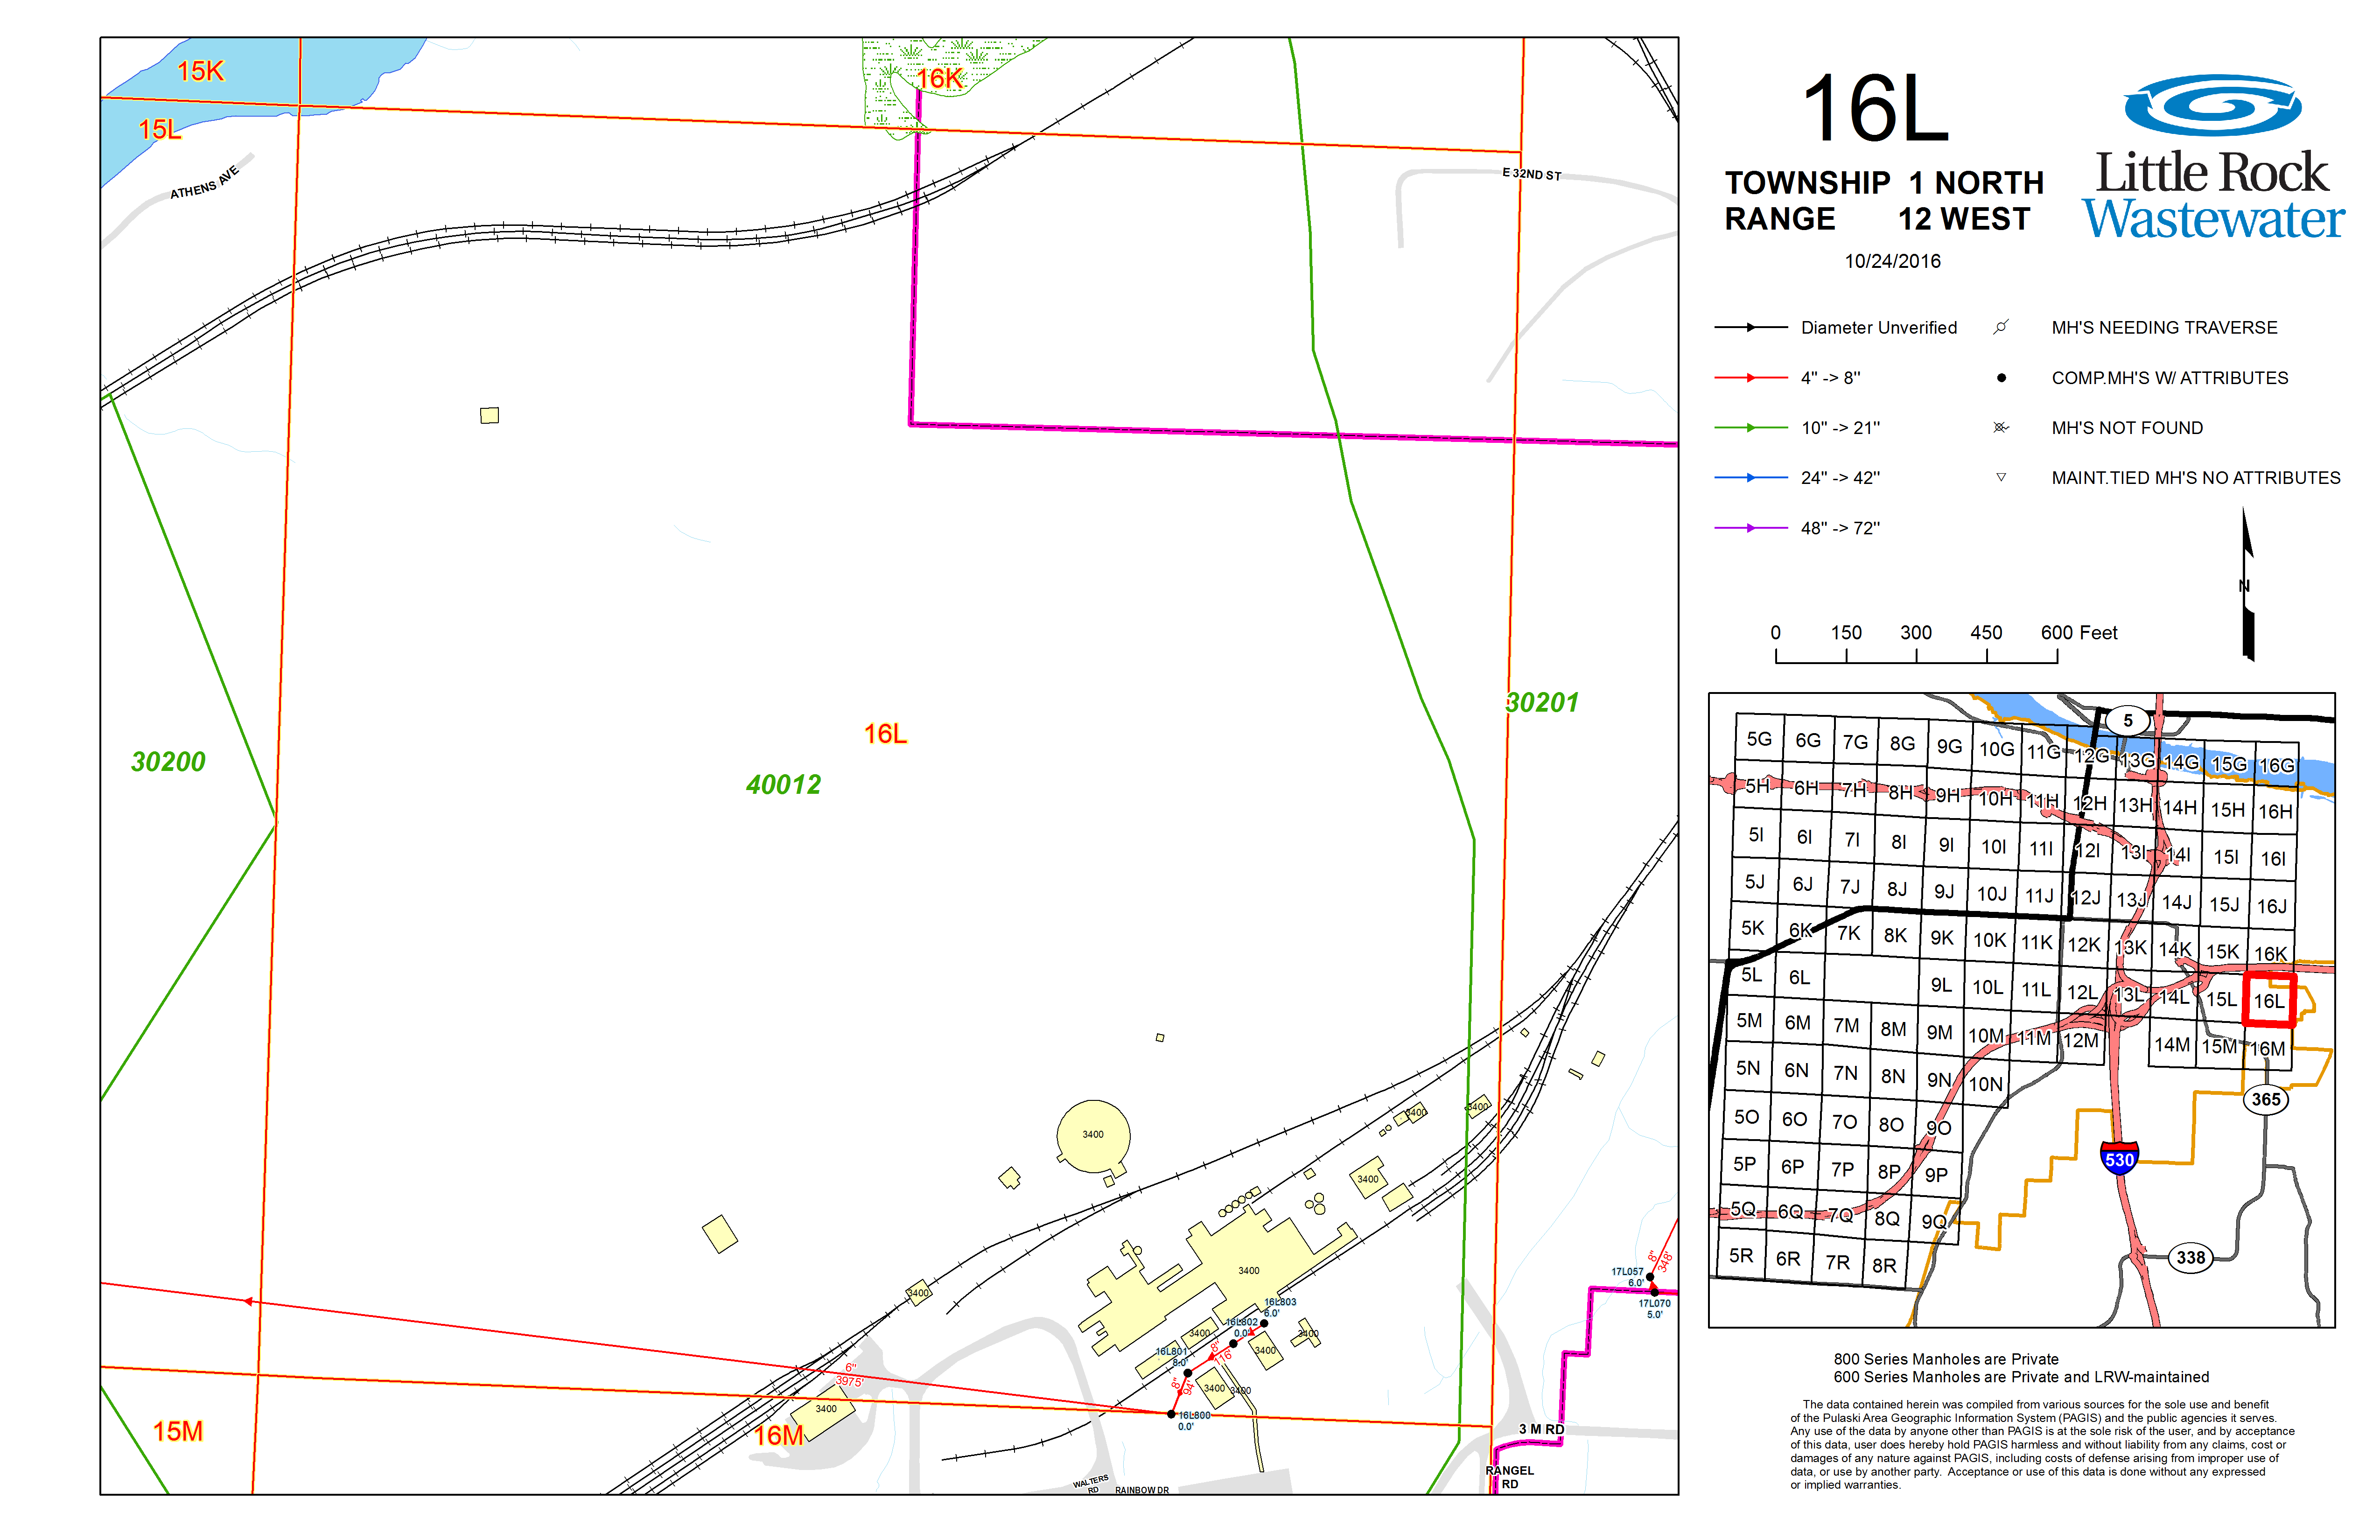 15K
16K
15L
ATHENS AVE
E 32ND ST
30201
16L
30200
40012
3400
3400
3400
3400
3400
3400
17L057
6.0'
8"
348'
17L070
5.0'
16L803
6.0'
16L802
0.0'
3400
3400
3400
16L801
8.0'
8"
116'
6"
3975'
8"
94'
3400
3400
3400
16L800
0.0'
15M
16M
3 M RD
RANGEL
RD
WALTERS
RD
RAINBOW DR
16L
TOWNSHIP 1 NORTH
RANGE 12 WEST
10/24/2016
Little Rock
Wastewater
Diameter Unverified
4" -> 8"
10" -> 21"
24" -> 42"
48" -> 72"
MH'S NEEDING TRAVERSE
COMP.MH'S W/ ATTRIBUTES
MH'S NOT FOUND
MAINT.TIED MH'S NO ATTRIBUTES
N
0 150 300 450 600 Feet
5
5G 6G 7G 8G 9G 10G 11G 12G 13G 14G 15G 16G
5H 6H 7H 8H 9H 10H 11H 12H 13H 14H 15H 16H
5I 6I 7I 8I 9I 10I 11I 12I 13I 14I 15I 16I
5J 6J 7J 8J 9J 10J 11J 12J 13J 14J 15J 16J
5K 6K 7K 8K 9K 10K 11K 12K 13K 14K 15K 16K
5L 6L 9L 10L 11L 12L 13L 14L 15L 16L
5M 6M 7M 8M 9M 10M 11M 12M 14M 15M 16M
5N 6N 7N 8N 9N 10N
365
5O 6O 7O 8O 9O
530
5P 6P 7P 8P 9P
5Q 6Q 7Q 8Q 9Q
5R 6R 7R 8R
338
800 Series Manholes are Private
600 Series Manholes are Private and LRW-maintained
The data contained herein was compiled from various sources for the sole use and benefit
of the Pulaski Area Geographic Information System (PAGIS) and the public agencies it serves.
Any use of the data by anyone other than PAGIS is at the sole risk of the user, and by acceptance
of this data, user does hereby hold PAGIS harmless and without liability from any claims, cost or
damages of any nature against PAGIS, including costs of defense arising from improper use of
data, or use by another party. Acceptance or use of this data is done without any expressed
or implied warranties.